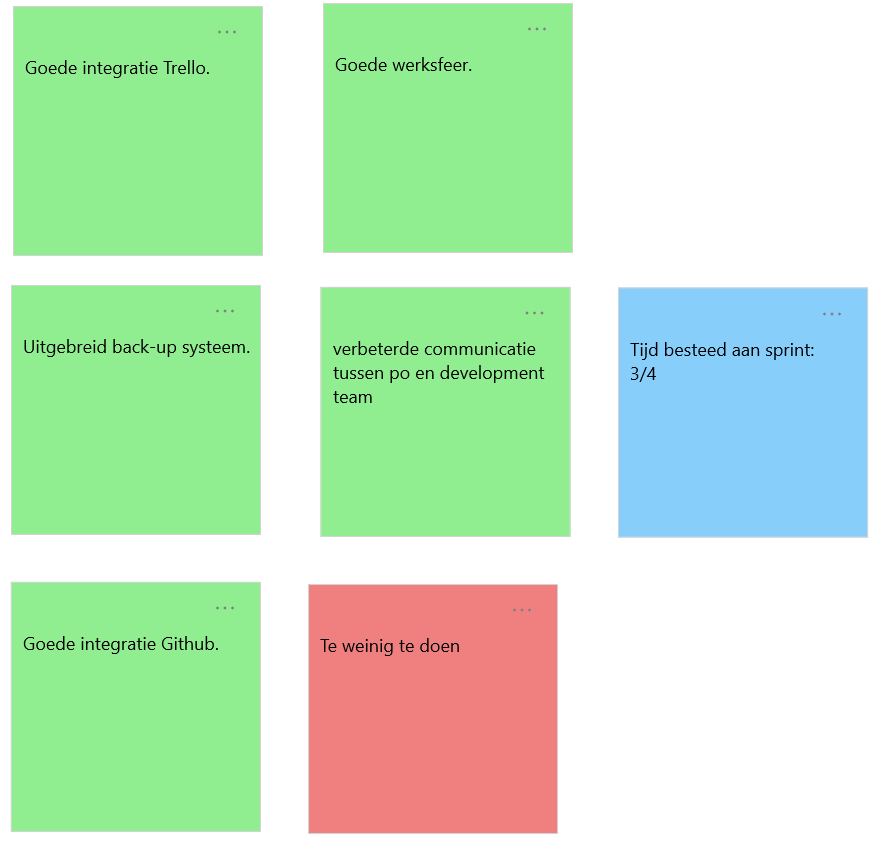 Goede integratie Trello.
Goede werksfeer.
Uitgebreid back-up systeem.
verbeterde communicatie
tussen po en development
team
Tijd besteed aan sprint:
3/4
Goede integratie Github.
Te weinig te doen